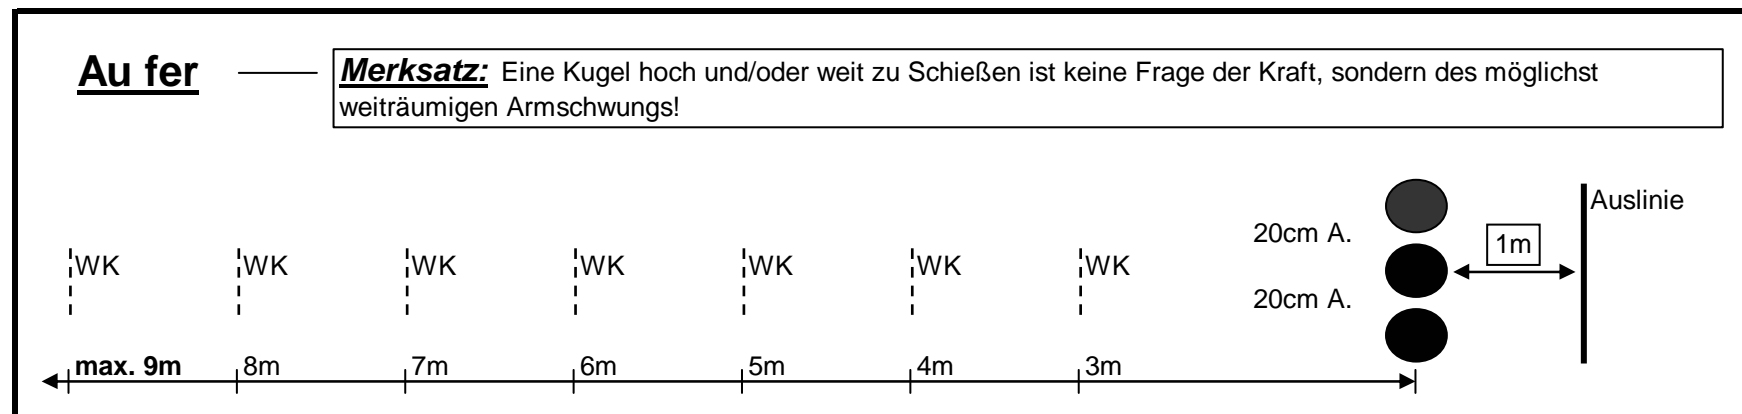 Au fer
Merksatz: Eine Kugel hoch und/oder weit zu Schießen ist keine Frage der Kraft, sondern des möglichst
weiträumigen Armschwungs!
Auslinie
20cm A.
1m
WK WK WK WK WK WK WK
20cm A.
max. 9m 8m 7m 6m 5m 4m 3m